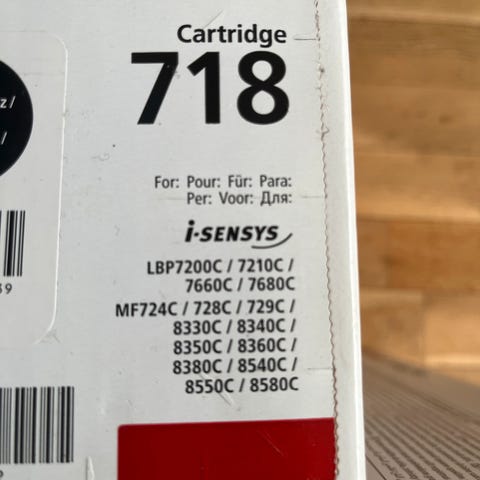 Cartridge
718
z /
/
For: Pour: Für: Para:
Per: Voor: Для:
i-SENSYS
LBP7200C / 7210C /
7660C / 7680C
MF724C / 728C / 729C /
8330C / 8340C /
8350C / 8360C /
8380C / 8540C /
8550C / 8580C
39